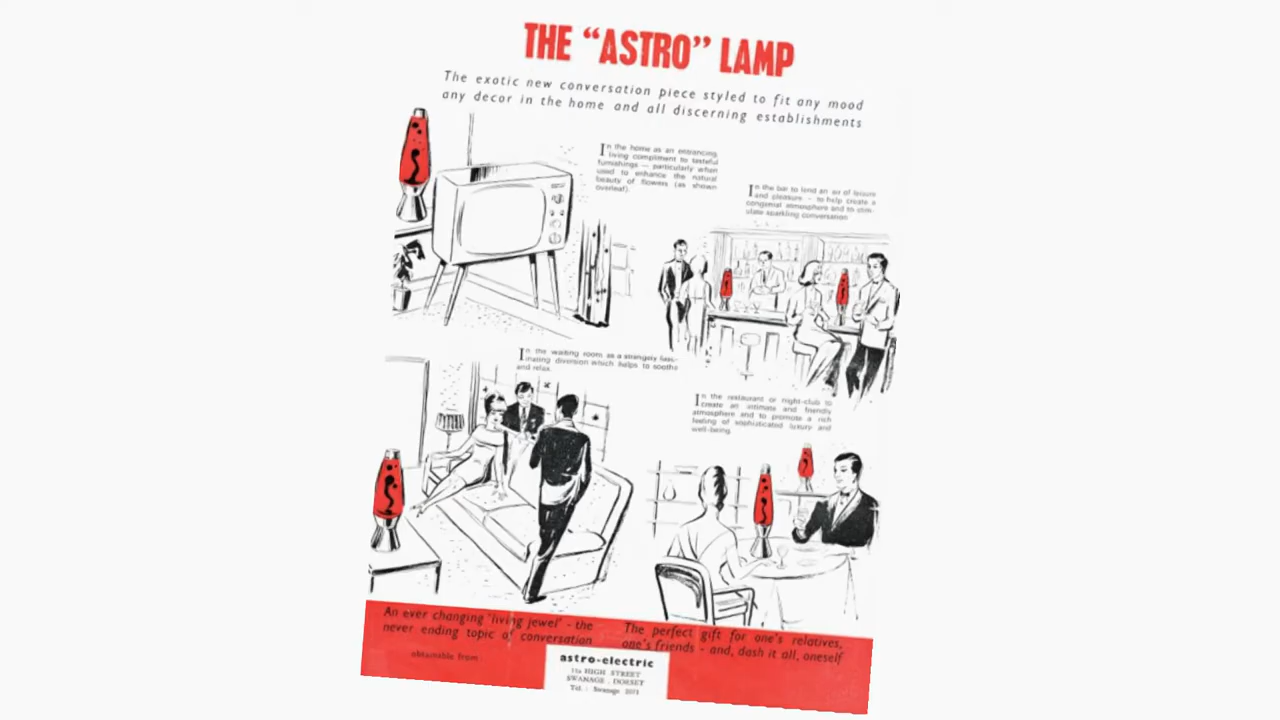 THE “ASTRO” LAMP
The exotic new conversation piece styled to fit any mood
any decor in the home and all discerning establishments
In the home as an entrancing,
living compliment to tasteful
furnishings — particularly when
used to enhance the natural
beauty of flowers (as shown
overleaf).
In the bar to lend an air of leisure
and pleasure - to help create a
congenial atmosphere and to stim-
ulate sparkling conversation
In the waiting room as a strangely fasci-
nating diversion which helps to soothe
and relax.
In the restaurant or night-club to
create an intimate and friendly
atmosphere and to promote a rich
feeling of sophisticated luxury and
well-being.
An ever changing 'living jewel' - the
never ending topic of conversation
The perfect gift for one's relatives,
one's friends - and, dash it all, oneself
obtainable from :
astro-electric
HIGH STREET
SWANAGE . DORSET
Tel. : Swanage